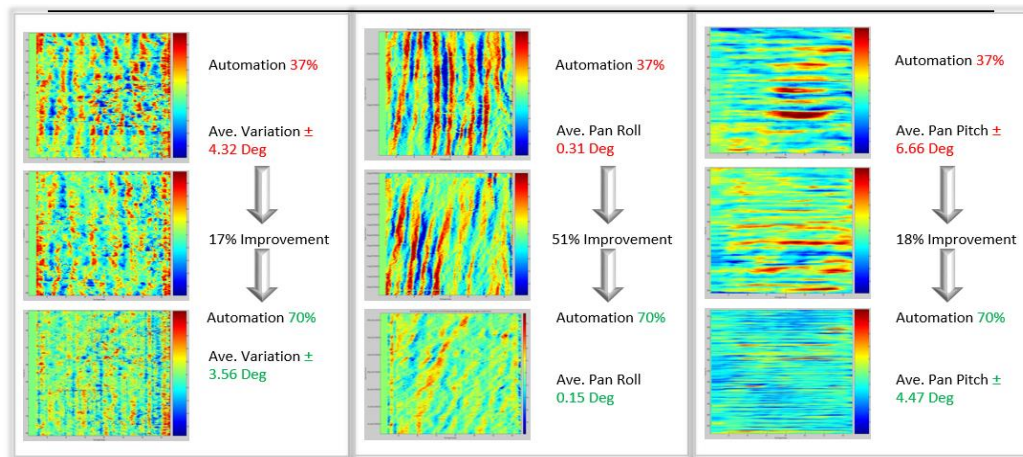 Automation 37%
Ave. Variation ±
4.32 Deg
17% Improvement
Automation 70%
Ave. Variation ±
3.56 Deg
Automation 37%
Ave. Pan Roll
0.31 Deg
51% Improvement
Automation 70%
Ave. Pan Roll
0.15 Deg
Automation 37%
Ave. Pan Pitch ±
6.66 Deg
18% Improvement
Automation 70%
Ave. Pan Pitch ±
4.47 Deg